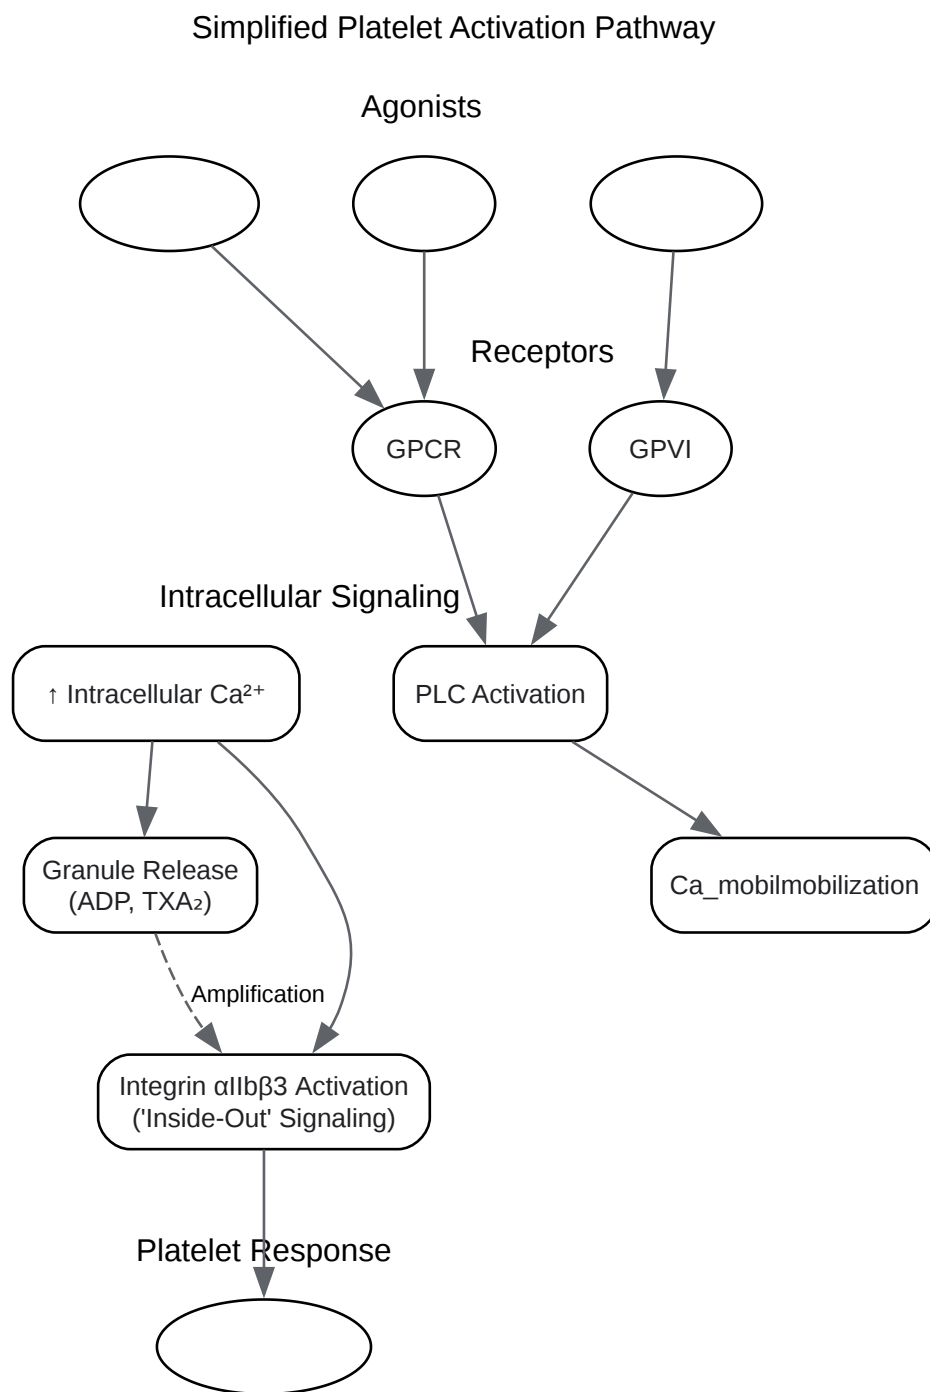 Simplified Platelet Activation Pathway
Agonists
Receptors
GPCR
GPVI
Intracellular Signaling
↑ Intracellular Ca²⁺
PLC Activation
Granule Release
(ADP, TXA₂)
Ca_mobilmobilization
Amplification
Integrin αIIbβ3 Activation
('Inside-Out' Signaling)
Platelet Response